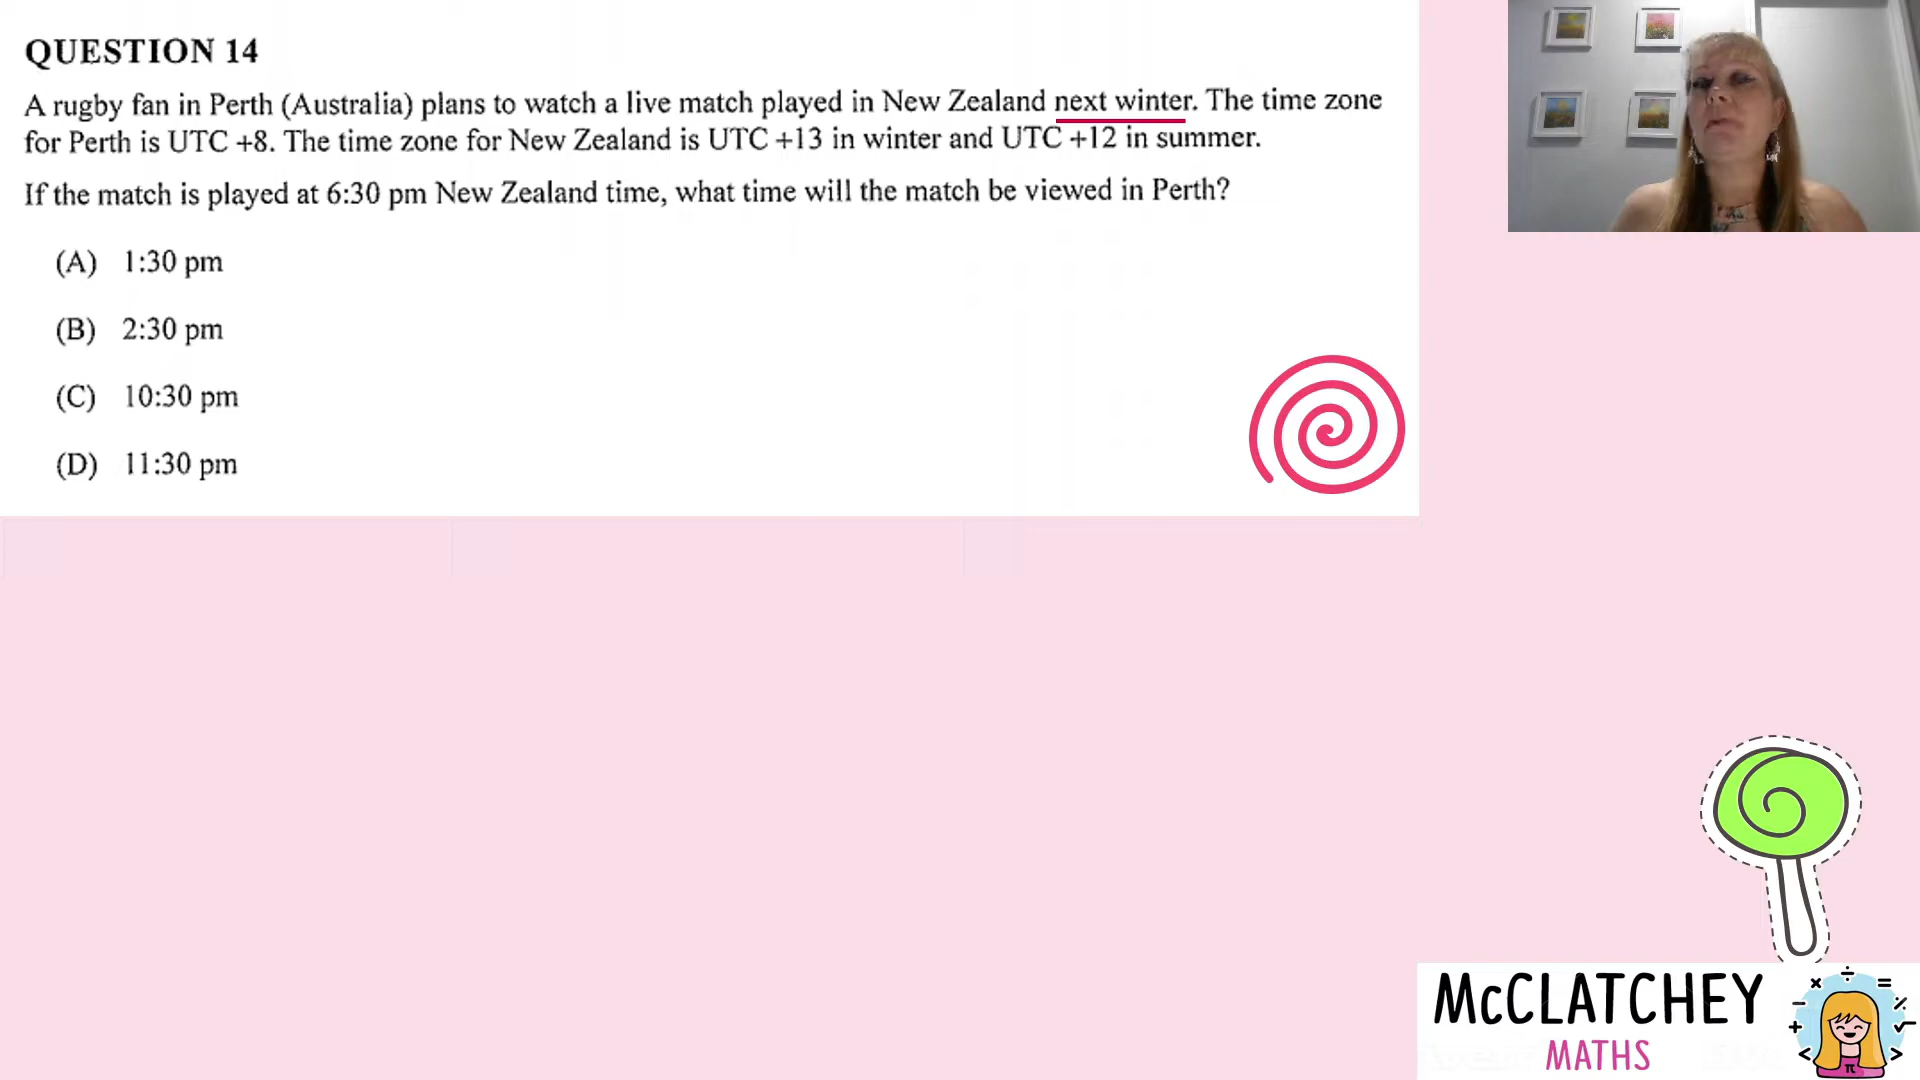 QUESTION 14
A rugby fan in Perth (Australia) plans to watch a live match played in New Zealand next winter. The time zone
for Perth is UTC +8. The time zone for New Zealand is UTC +13 in winter and UTC +12 in summer.
If the match is played at 6:30 pm New Zealand time, what time will the match be viewed in Perth?
(A) 1:30 pm
(B) 2:30 pm
(C) 10:30 pm
(D) 11:30 pm
McCLATCHEY
MATHS
× ÷ =
− %
+ √
< π >